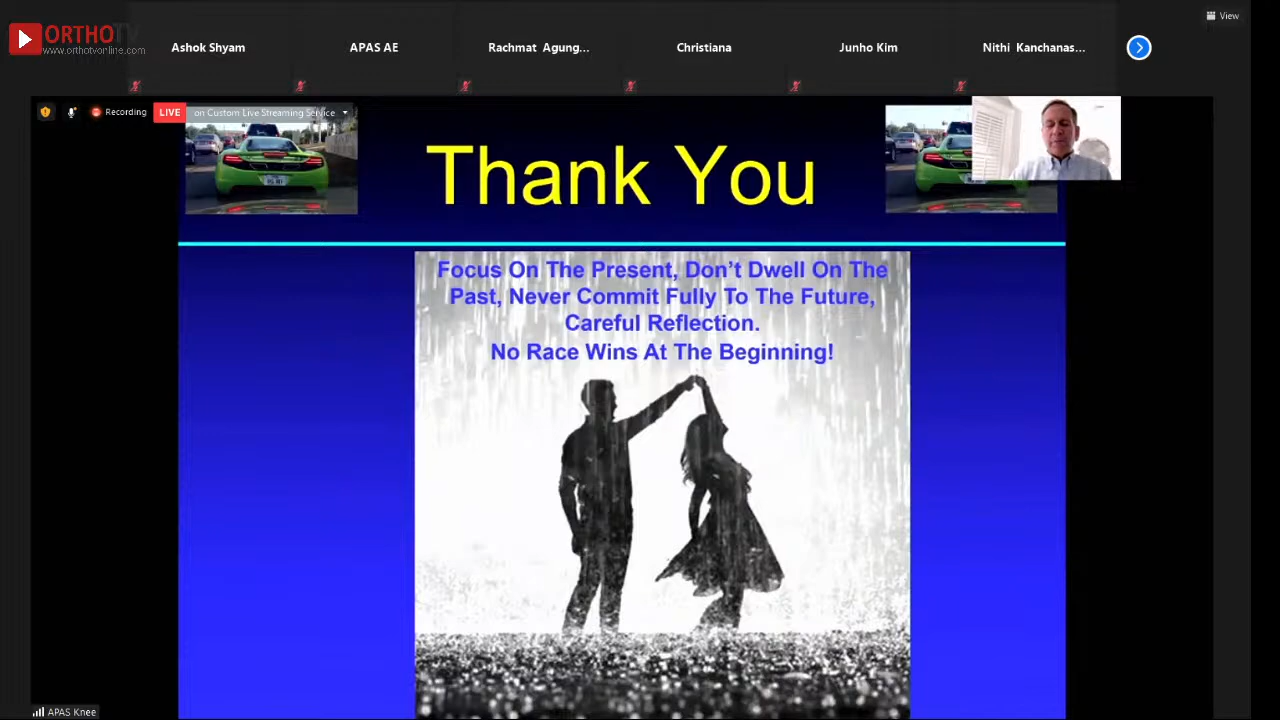 ORTHOTV
www.orthotvonline.com
View
Ashok Shyam
APAS AE
Rachmat Agung...
Christiana
Junho Kim
Nithi Kanchanas...
Recording
LIVE
on Custom Live Streaming Service
Thank You
Focus On The Present, Don't Dwell On The
Past, Never Commit Fully To The Future,
Careful Reflection.
No Race Wins At The Beginning!
APAS Knee